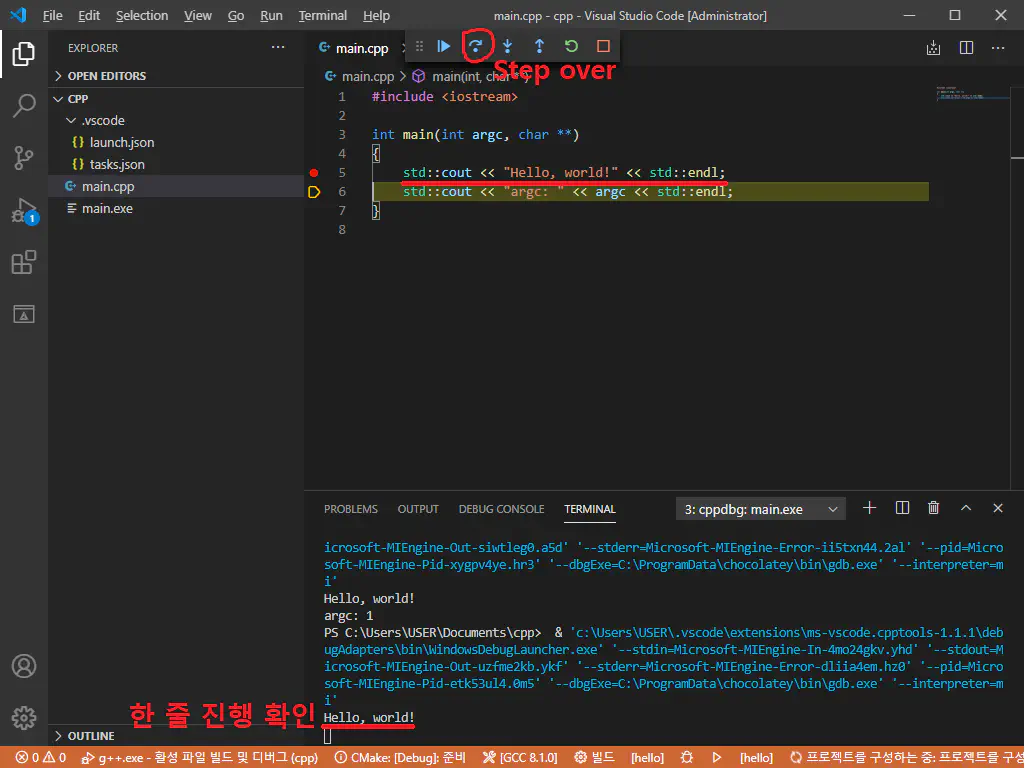 File Edit Selection View Go Run Terminal Help
main.cpp - cpp - Visual Studio Code [Administrator]
EXPLORER
main.cpp
Step over
OPEN EDITORS
main.cpp > main(int, char **)
CPP
.vscode
launch.json
tasks.json
main.cpp
main.exe
1
1 #include <iostream>
2
3 int main(int argc, char **)
4 {
5 std::cout << "Hello, world!" << std::endl;
6 std::cout << "argc: " << argc << std::endl;
7 }
8
PROBLEMS OUTPUT DEBUG CONSOLE TERMINAL
3: cppdbg: main.exe
icrosoft-MIEngine-Out-siwtleg0.a5d' '--stderr=Microsoft-MIEngine-Error-ii5txn44.2al' '--pid=Micro
soft-MIEngine-Pid-xygpv4ye.hr3' '--dbgExe=C:\ProgramData\chocolatey\bin\gdb.exe' '--interpreter=m
i'
Hello, world!
argc: 1
PS C:\Users\USER\Documents\cpp> & 'c:\Users\USER\.vscode\extensions\ms-vscode.cpptools-1.1.1\deb
ugAdapters\bin\WindowsDebugLauncher.exe' '--stdin=Microsoft-MIEngine-In-4mo24gkv.yhd' '--stdout=M
icrosoft-MIEngine-Out-uzfme2kb.ykf' '--stderr=Microsoft-MIEngine-Error-dliia4em.hz0' '--pid=Micro
soft-MIEngine-Pid-etk53ul4.0m5' '--dbgExe=C:\ProgramData\chocolatey\bin\gdb.exe' '--interpreter=m
i'
한 줄 진행 확인
Hello, world!
OUTLINE
0 0 g++.exe - 활성 파일 빌드 및 디버그 (cpp) CMake: [Debug]: 준비 [GCC 8.1.0] 빌드 [hello] [hello] 프로젝트를 구성하는 중: 프로젝트를 구성